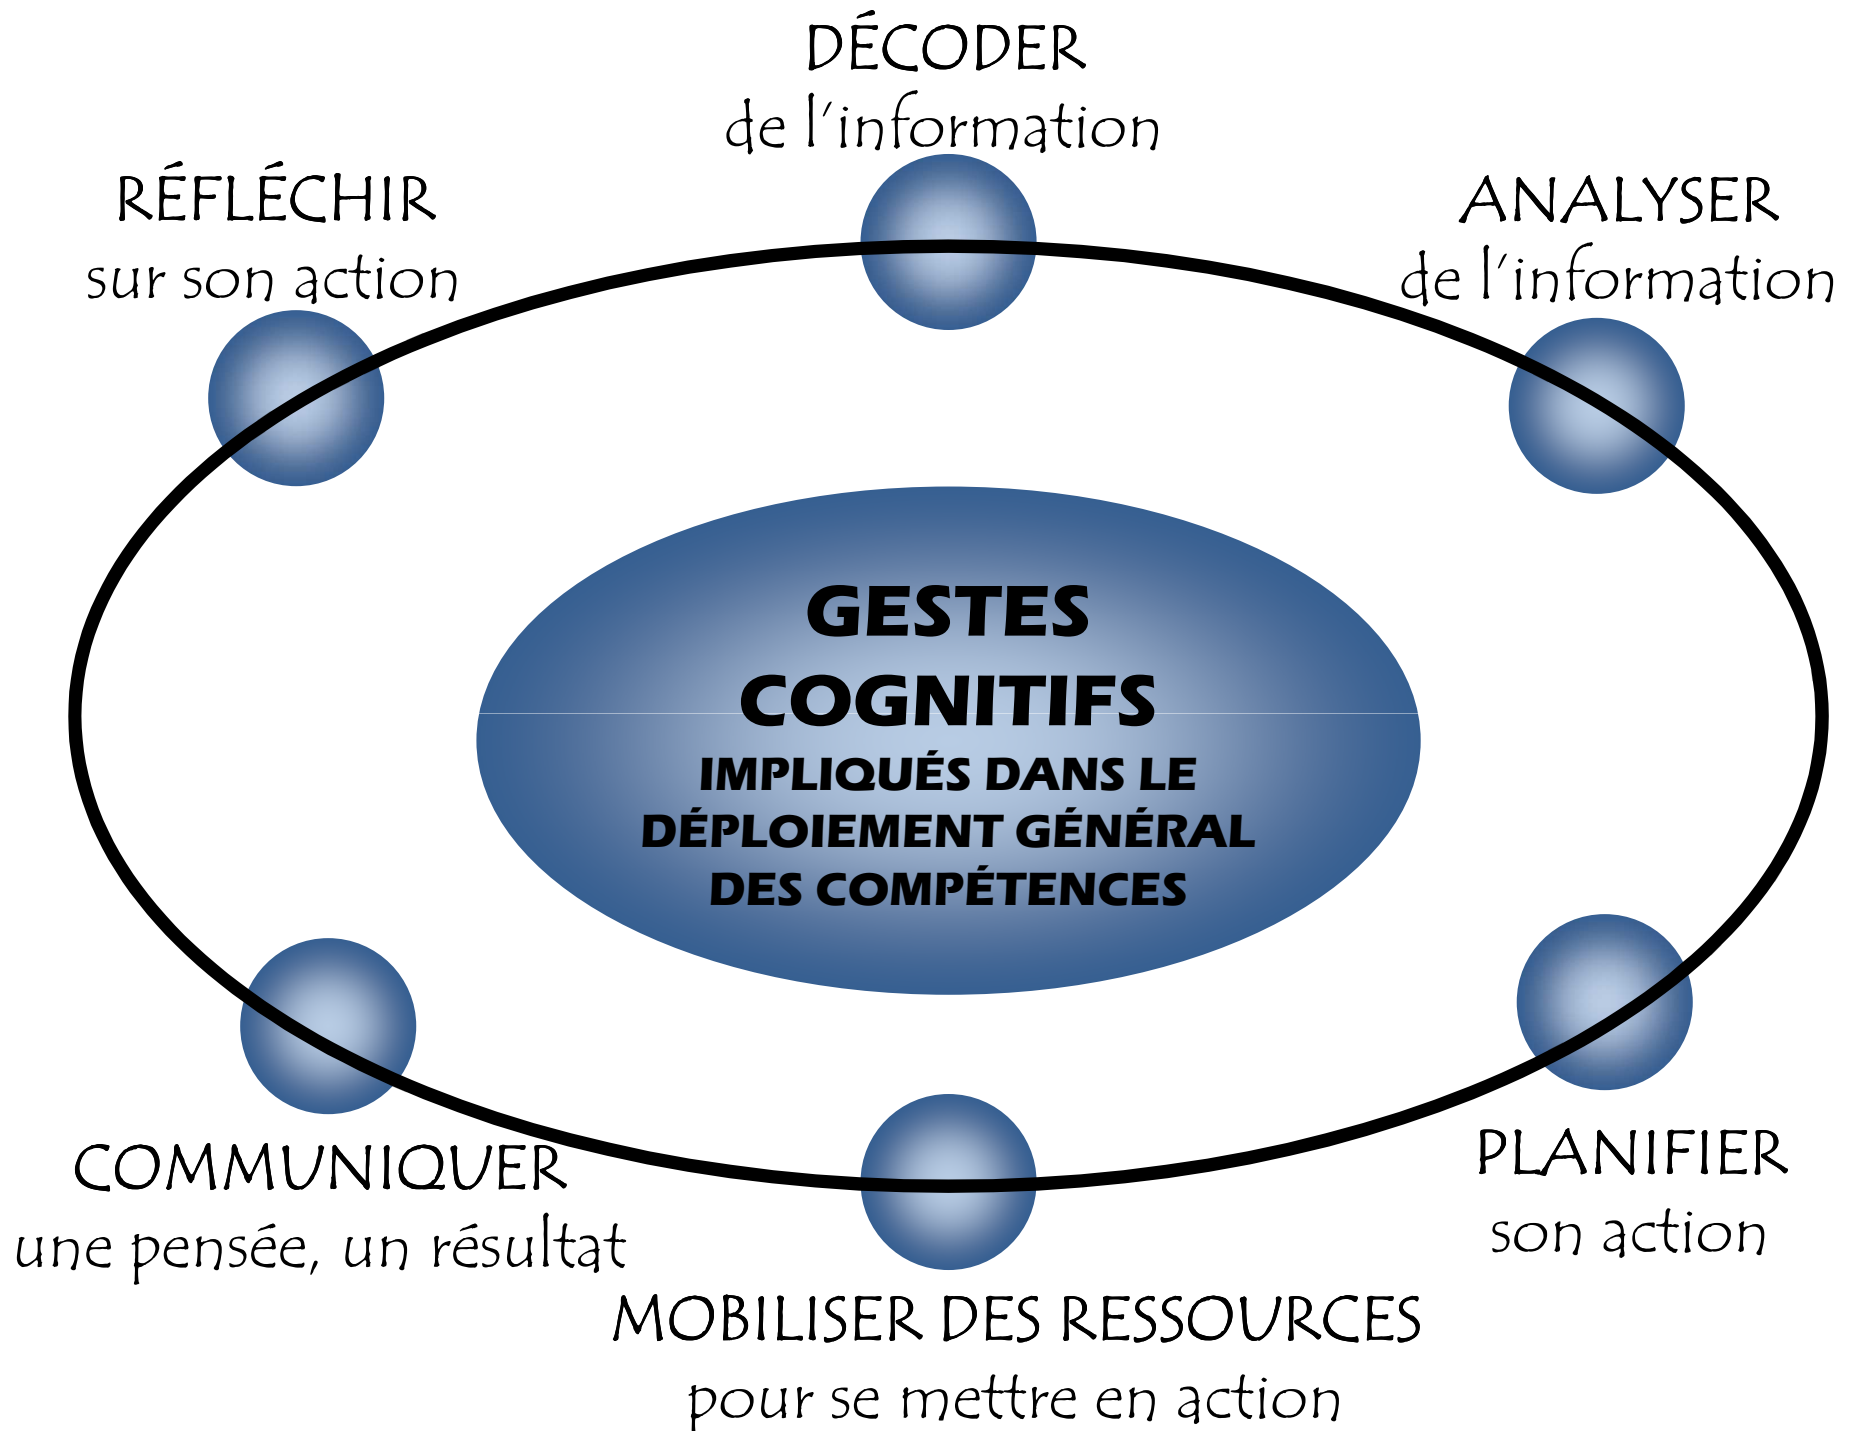 DÉCODER
de l'information
ANALYSER
de l'information
PLANIFIER
son action
MOBILISER DES RESSOURCES
pour se mettre en action
COMMUNIQUER
une pensée, un résultat
RÉFLÉCHIR
sur son action
GESTES
COGNITIFS
IMPLIQUÉS DANS LE
DÉPLOIEMENT GÉNÉRAL
DES COMPÉTENCES